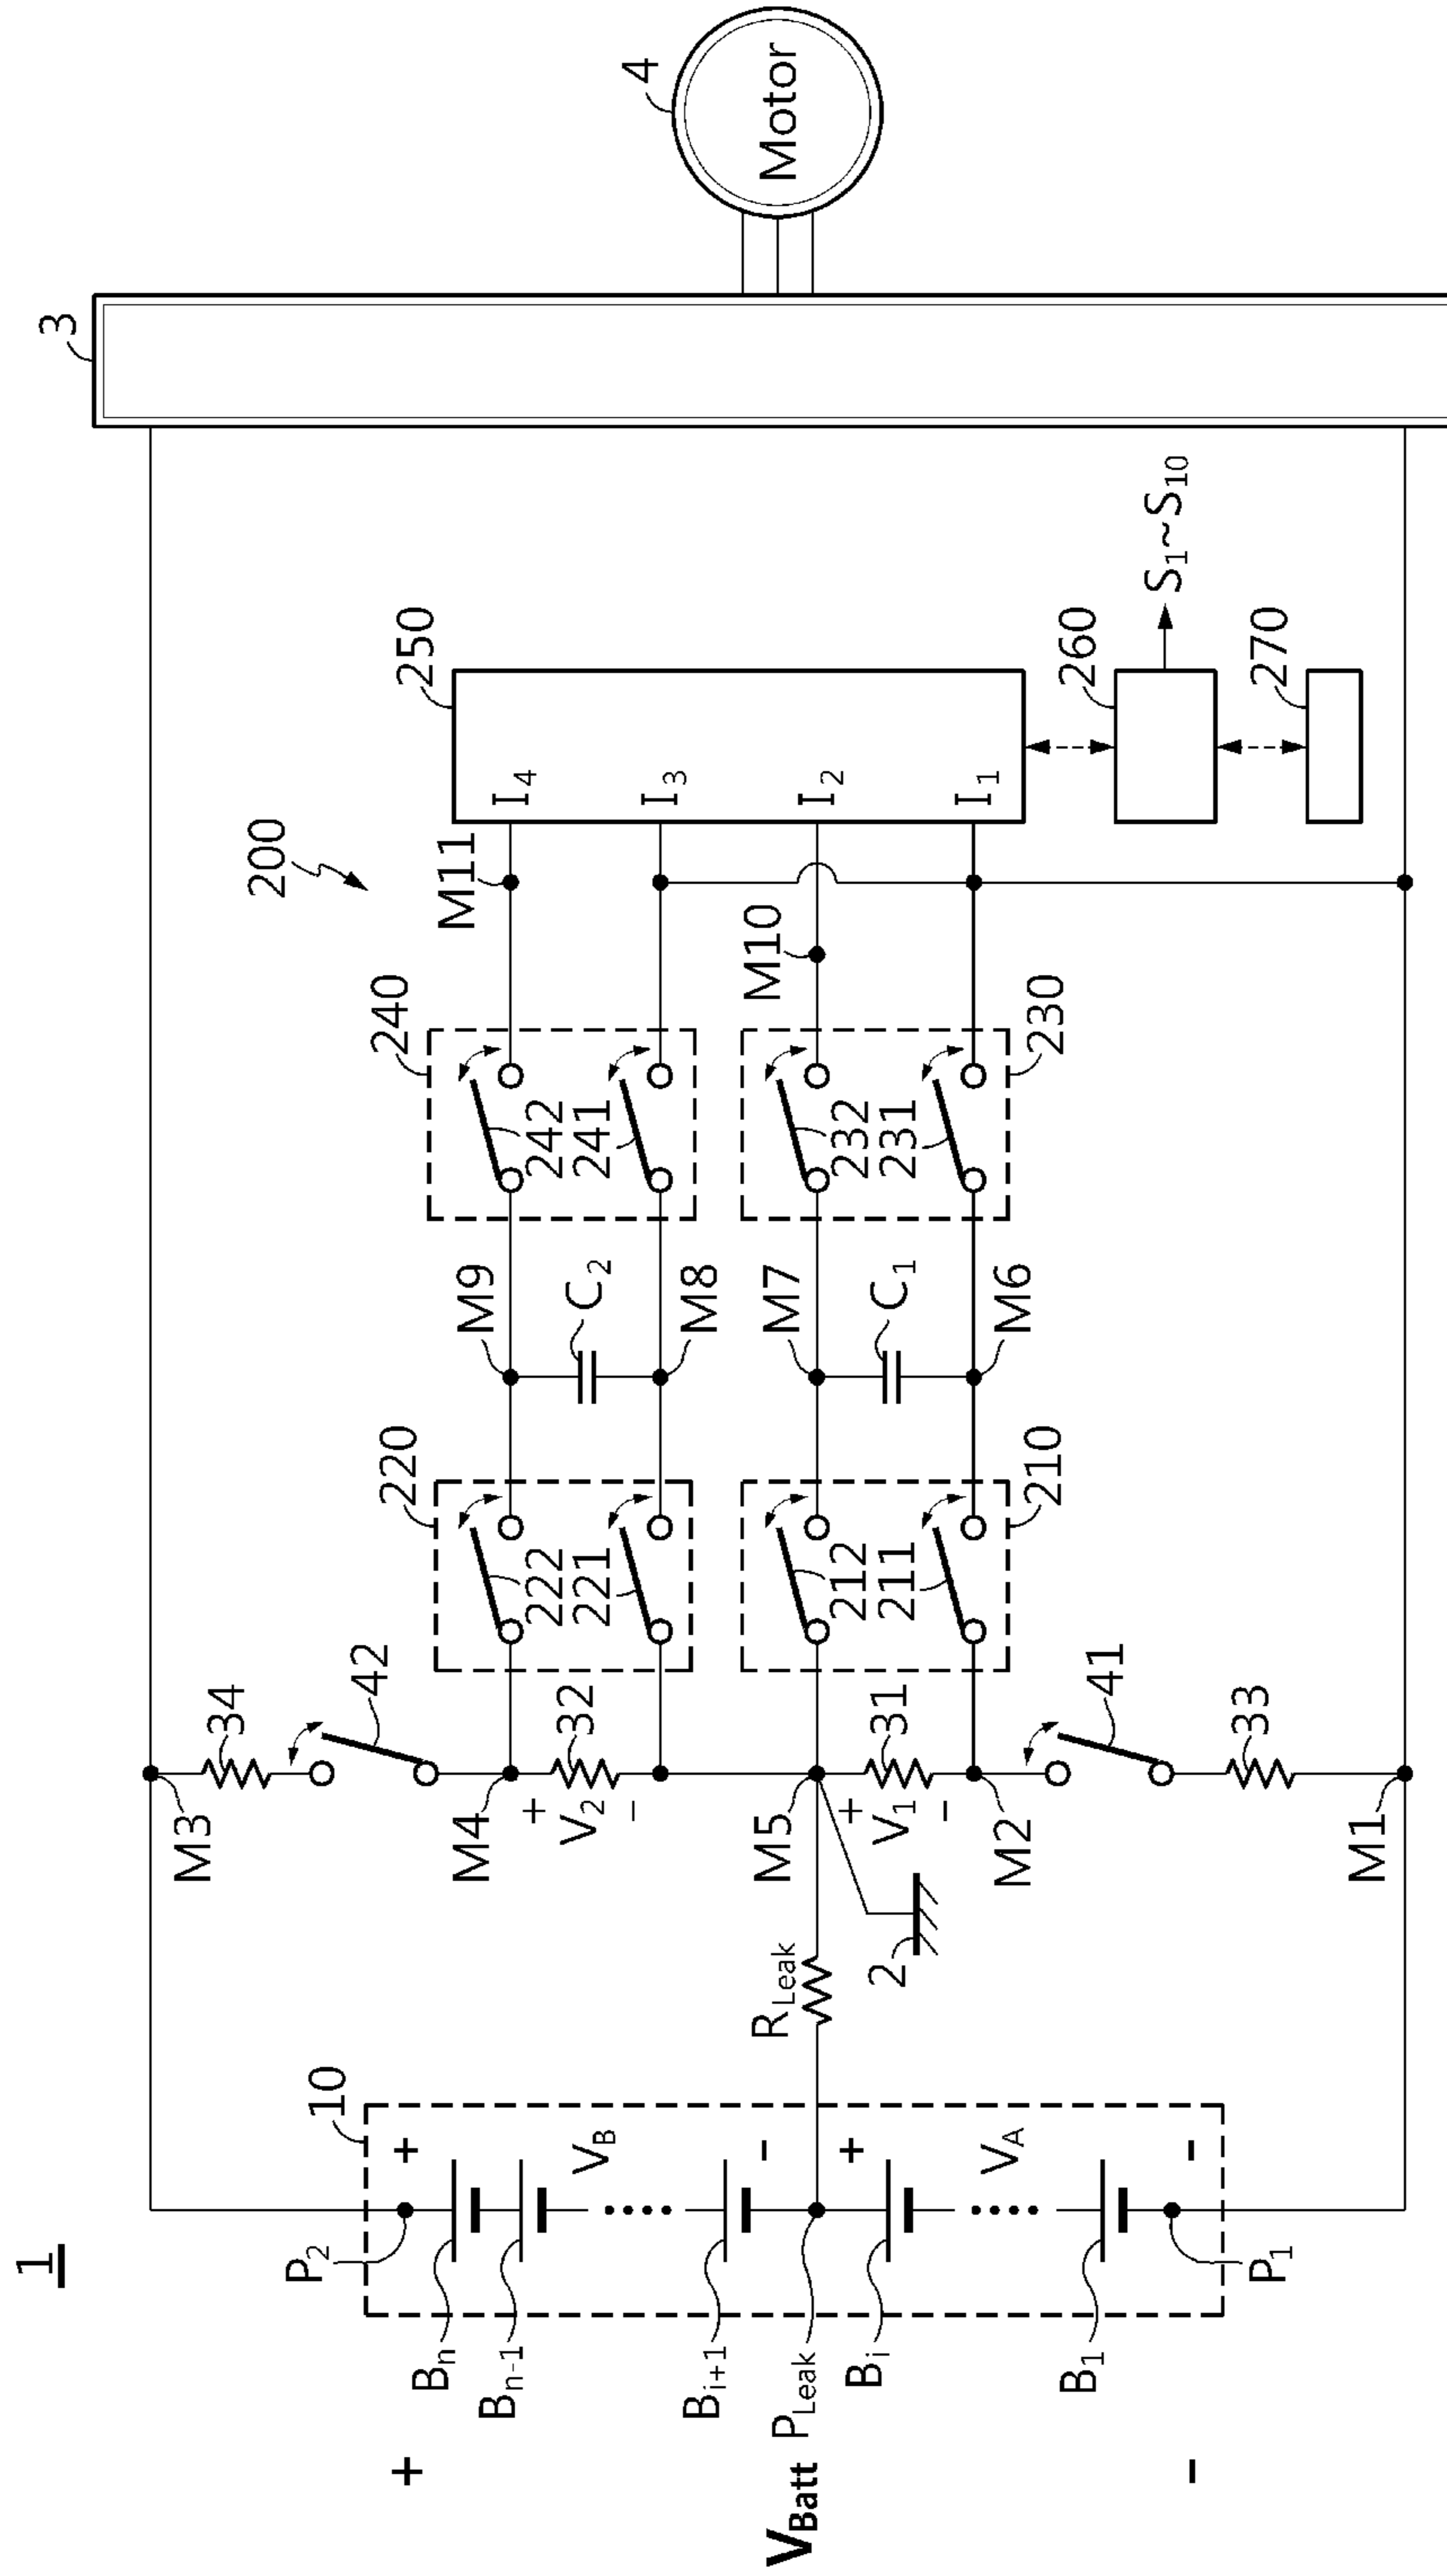 1
3
4
Motor
M3
34
42
200
250
220
240
M9
M11
I4
222
242
C2
M4
+
V2
-
32
221
241
M8
I3
10
P2
+
Bn
Bn-1
VB
Bi+1
-
RLeak
M5
M7
M10
I2
+
V1
-
31
212
232
C1
211
231
M2
M6
I1
2
210
230
+
VBatt
-
PLeak
+
Bi
VA
B1
-
P1
41
33
M1
260
S1~S10
270